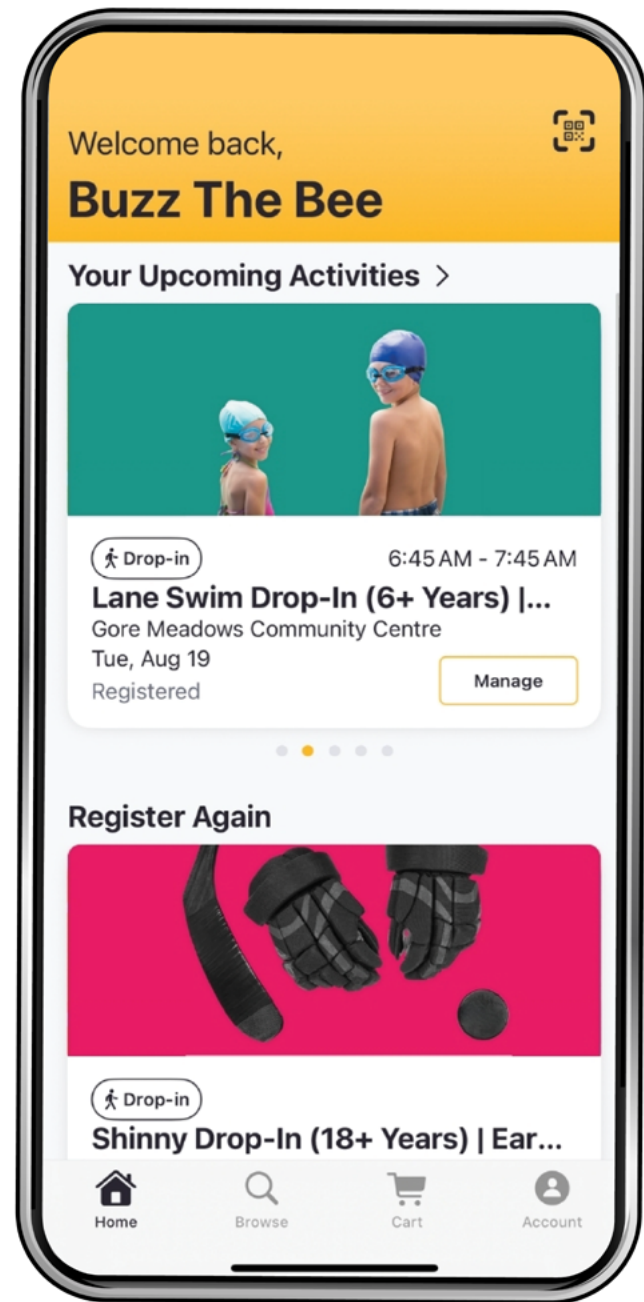 Welcome back,
Buzz The Bee
Your Upcoming Activities
Drop-in
6:45 AM - 7:45 AM
Lane Swim Drop-In (6+ Years) |...
Gore Meadows Community Centre
Tue, Aug 19
Registered
Manage
Register Again
Drop-in
Shinny Drop-In (18+ Years) | Ear...
Home
Browse
Cart
Account